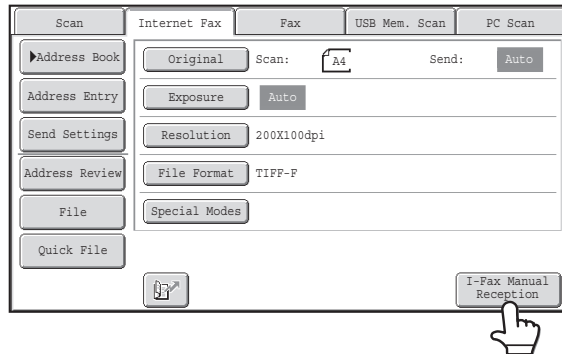 Scan Internet Fax Fax USB Mem. Scan PC Scan
Address Book Original Scan: A4 Send: Auto
Address Entry Exposure Auto
Send Settings Resolution 200X100dpi
Address Review File Format TIFF-F
File Special Modes
Quick File
I-Fax Manual
Reception